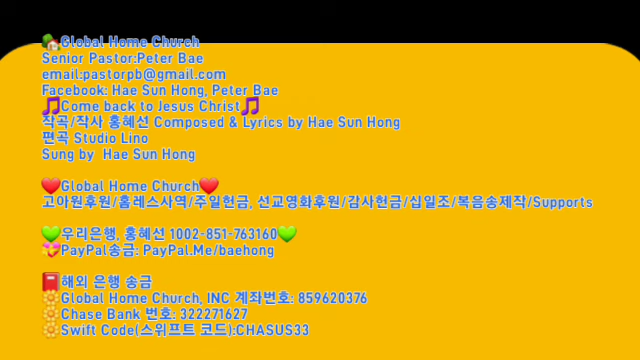 🏡Global Home Church
Senior Pastor:Peter Bae
email:pastorpb@gmail.com
Facebook: Hae Sun Hong, Peter Bae
🎵Come back to Jesus Christ🎵
작곡/작사 홍혜선 Composed & Lyrics by Hae Sun Hong
편곡 Studio Lino
Sung by Hae Sun Hong
❤️Global Home Church❤️
고아원후원/홈레스사역/주일헌금, 선교영화후원/감사헌금/십일조/복음송제작/Supports
💚우리은행, 홍혜선 1002-851-763160💚
💝PayPal송금: PayPal.Me/baehong
📕해외 은행 송금
🌼Global Home Church, INC 계좌번호: 859620376
🌼Chase Bank 번호: 322271627
🌼Swift Code(스위프트 코드):CHASUS33